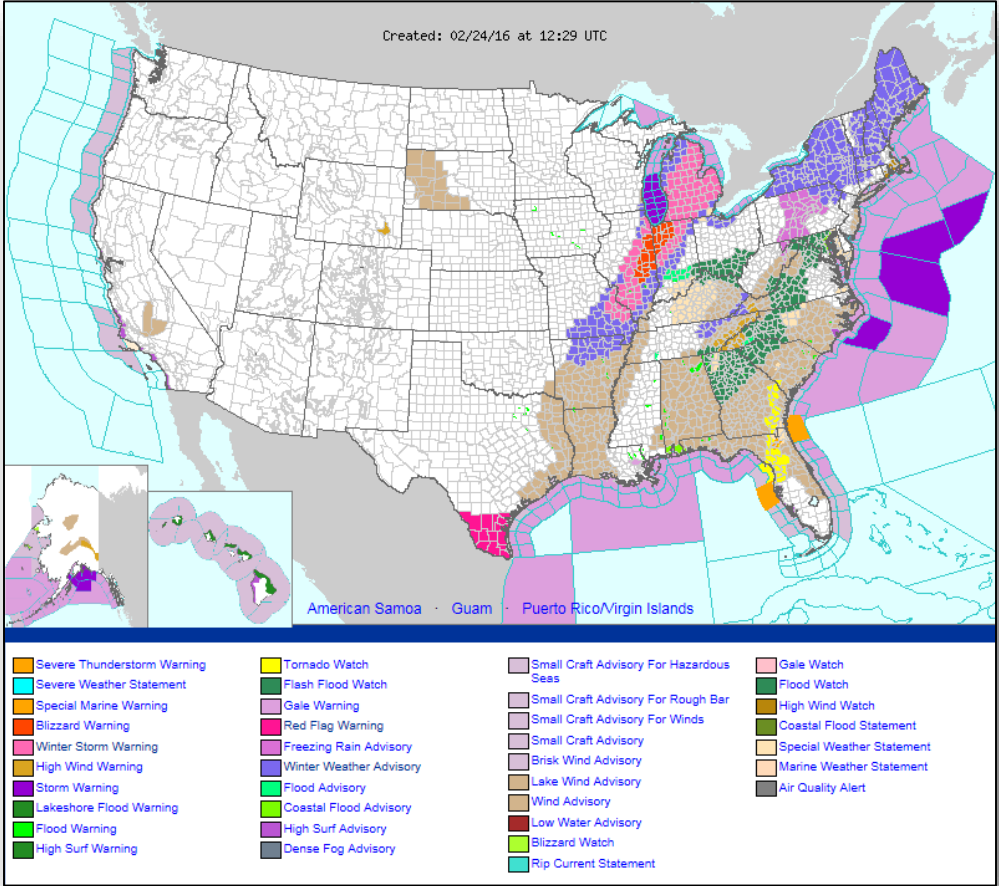 Created: 02/24/16 at 12:29 UTC
American Samoa · Guam · Puerto Rico/Virgin Islands
Severe Thunderstorm Warning
Severe Weather Statement
Special Marine Warning
Blizzard Warning
Winter Storm Warning
High Wind Warning
Storm Warning
Lakeshore Flood Warning
Flood Warning
High Surf Warning
Tornado Watch
Flash Flood Watch
Gale Warning
Red Flag Warning
Freezing Rain Advisory
Winter Weather Advisory
Flood Advisory
Coastal Flood Advisory
High Surf Advisory
Dense Fog Advisory
Small Craft Advisory For Hazardous
Seas
Small Craft Advisory For Rough Bar
Small Craft Advisory For Winds
Small Craft Advisory
Brisk Wind Advisory
Lake Wind Advisory
Wind Advisory
Low Water Advisory
Blizzard Watch
Rip Current Statement
Gale Watch
Flood Watch
High Wind Watch
Coastal Flood Statement
Special Weather Statement
Marine Weather Statement
Air Quality Alert